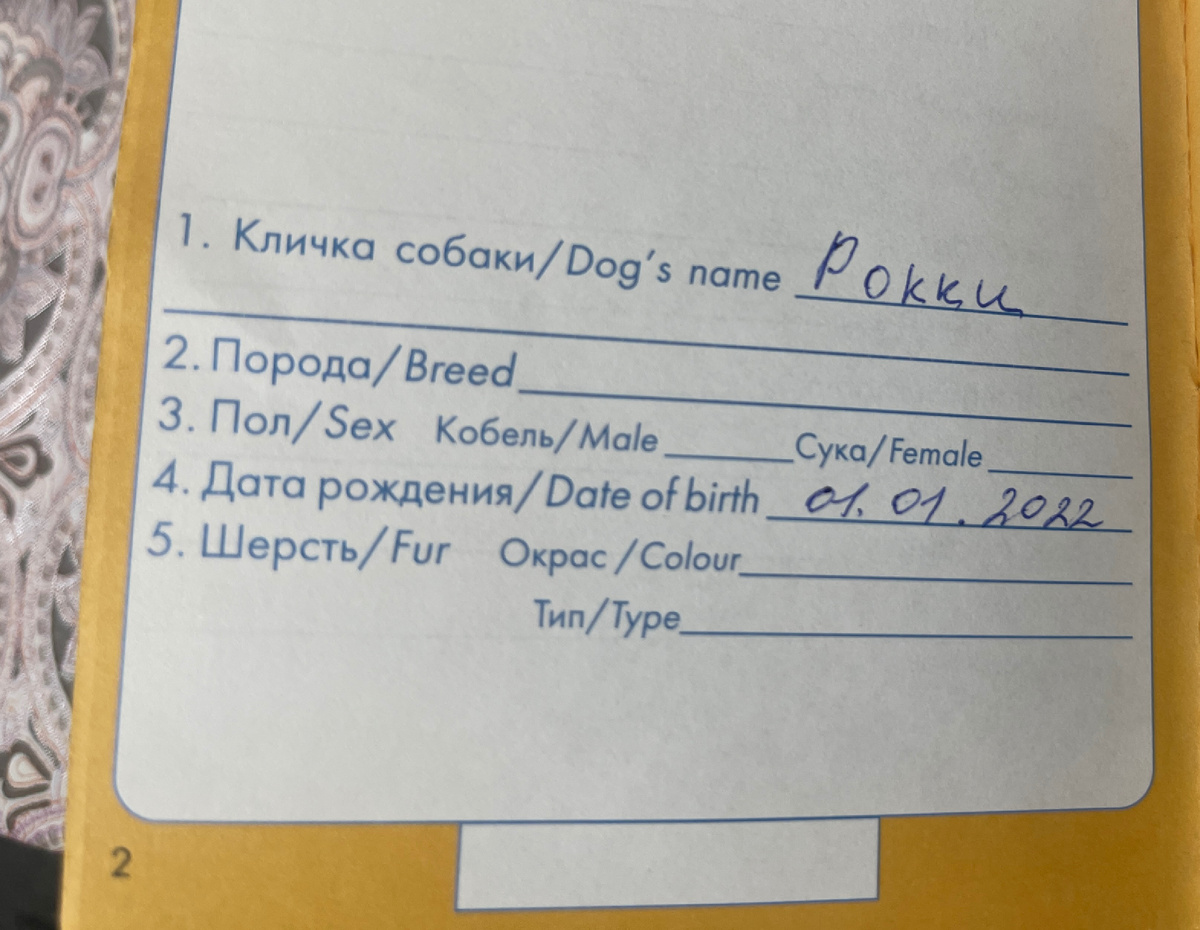 1. Кличка собаки/Dog's name Рокки
2. Порода/Breed
3. Пол/Sex Кобель/Male Сука/Female
4. Дата рождения/Date of birth 01.01.2022
5. Шерсть/Fur Окрас/Colour
Тип/Type
2